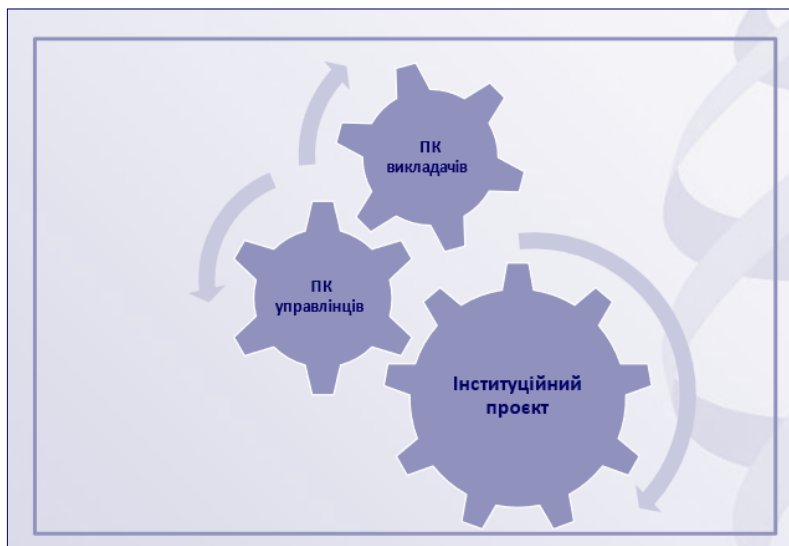 ПК
викладачів
ПК
управлінців
Інституційний
проєкт